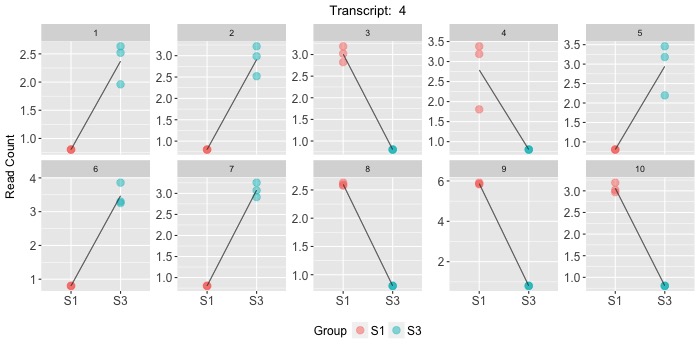 Transcript: 4
1 2 3 4 5
2.5 3.0 3.0 3.5 3.5
2.0 2.5 2.5 3.0 3.0
1.5 2.0 2.0 2.5 2.5
1.0 1.5 1.5 2.0 2.0
1.0 1.0 1.5 1.5
1.0 1.0
Read Count
6 7 8 9 10
4 3.0 2.5 6 3.0
3 2.5 2.0 4 2.5
2 2.0 1.5 2 2.0
1 1.5 1.0 1.5
1.0 1.0
S1 S3 S1 S3 S1 S3 S1 S3 S1 S3
Group S1 S3